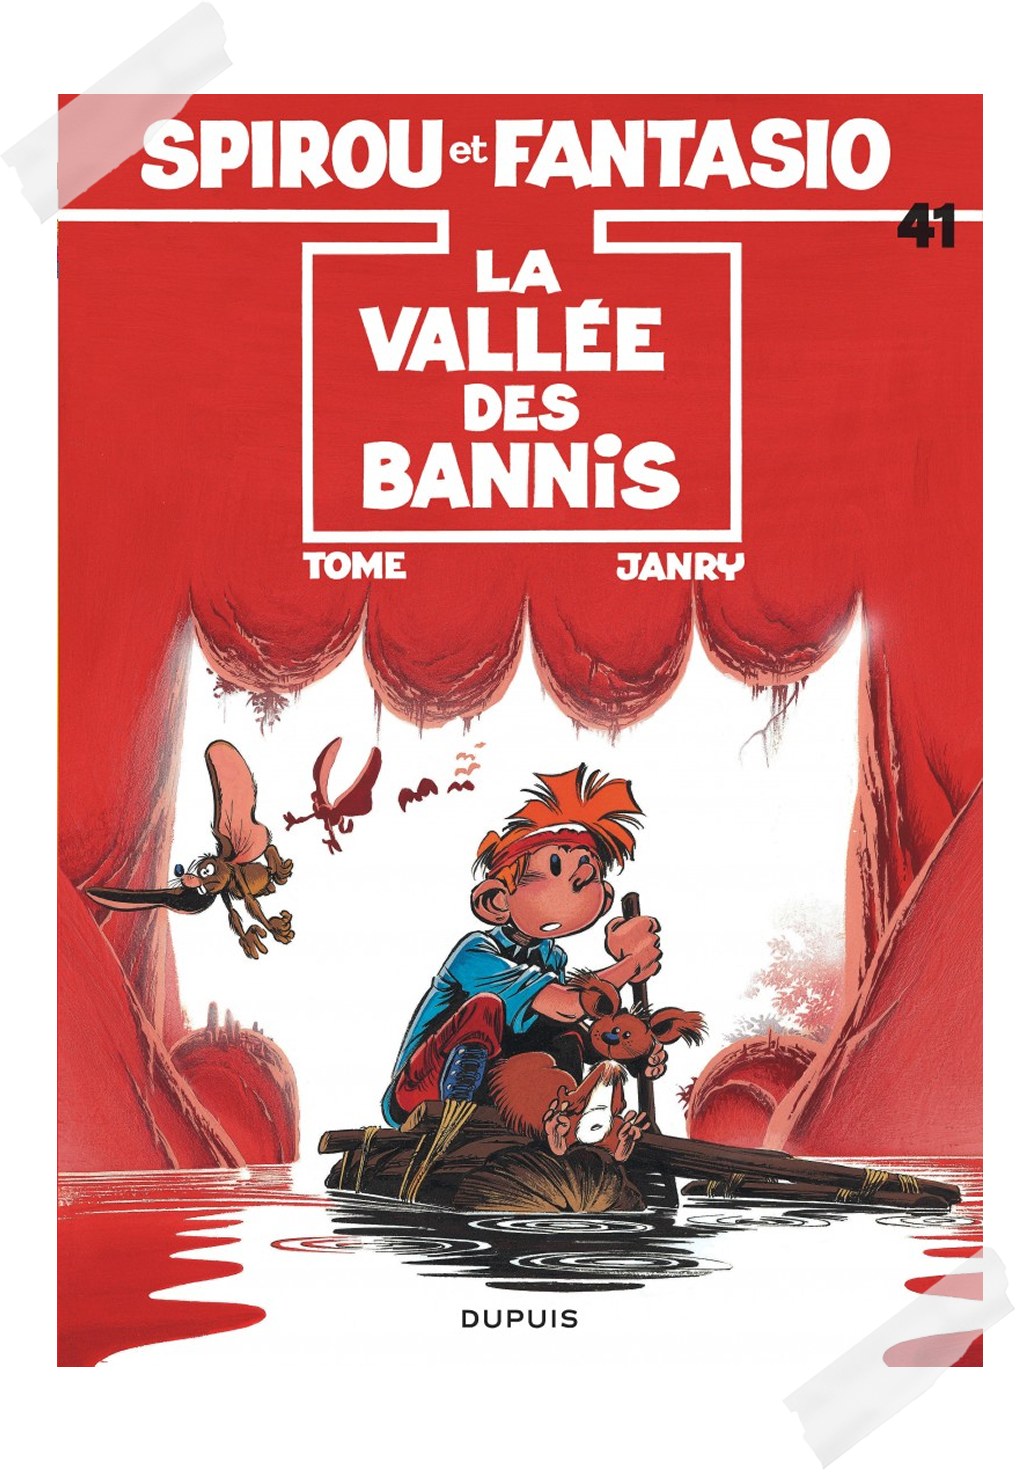 SPIROU et FANTASIO
41
LA
VALLÉE
DES
BANNiS
TOME JANRY
DUPUIS